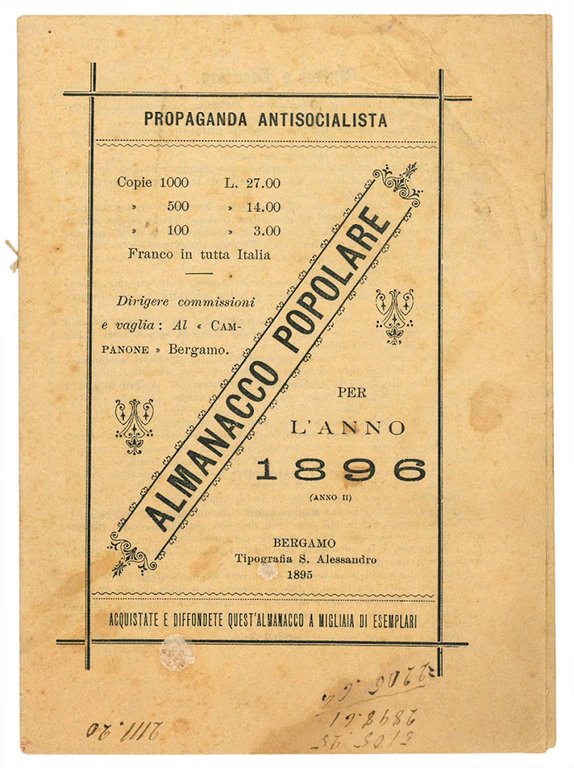 PROPAGANDA ANTISOCIALISTA
Copie 1000 L. 27.00
» 500 » 14.00
» 100 » 3.00
Franco in tutta Italia
Dirigere commissioni
e vaglia: Al « CAM-
PANONE » Bergamo.
ALMANACCO POPOLARE
PER
L'ANNO
1896
(ANNO II)
BERGAMO
Tipografia S. Alessandro
1895
ACQUISTATE E DIFFONDETE QUEST'ALMANACCO A MIGLIAIA DI ESEMPLARI